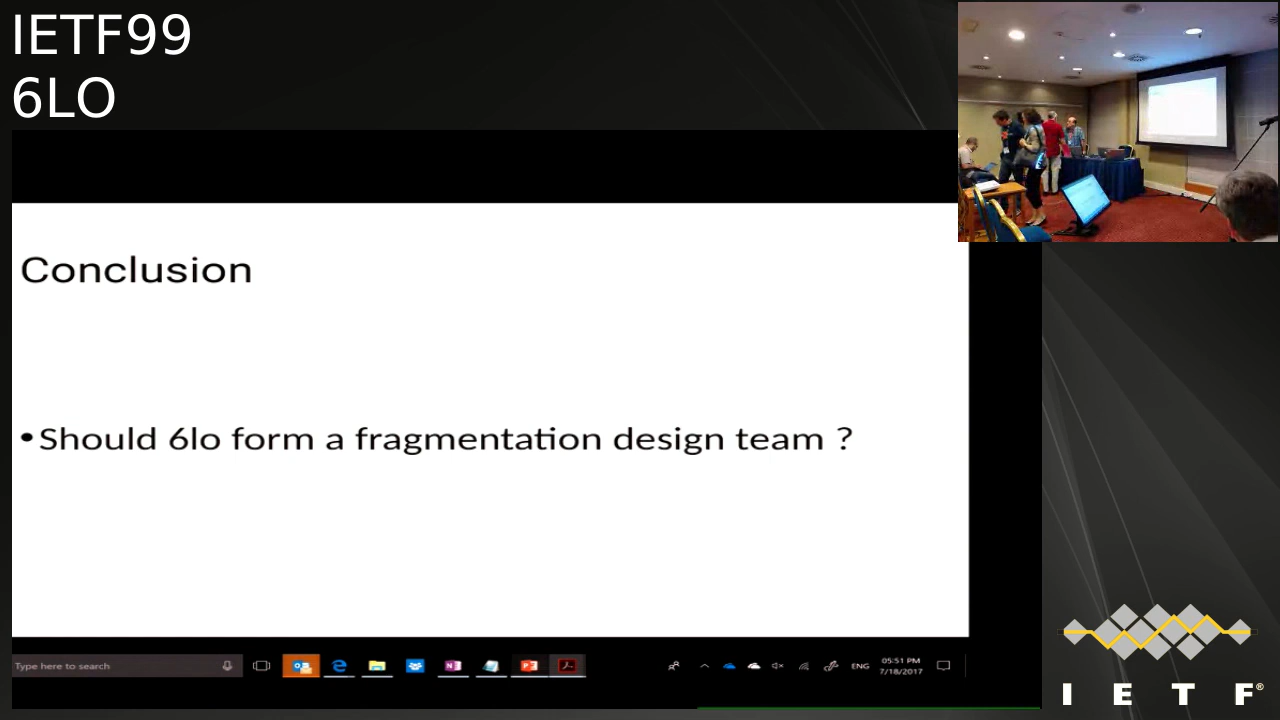 IETF99
6LO
Conclusion
•Should 6lo form a fragmentation design team ?
Type here to search
ENG
05:51 PM
7/18/2017
I E T F®